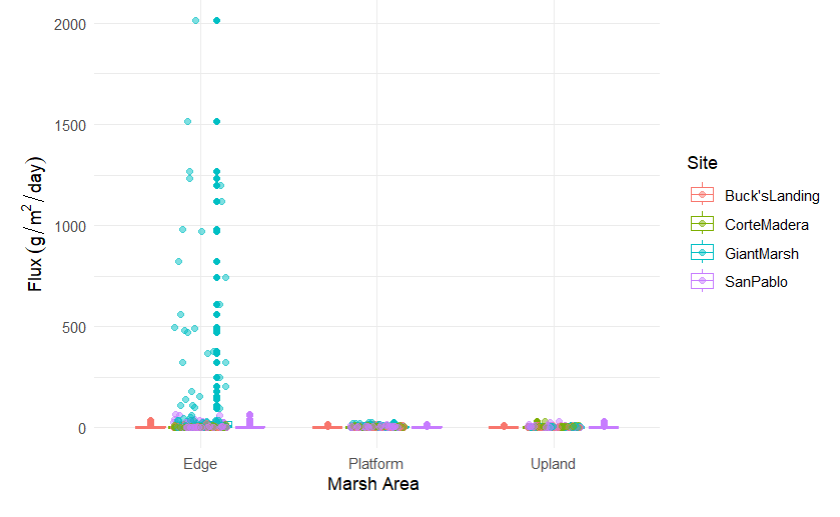 2000
1500
1000
500
0
Flux (g/m²/day)
Edge
Platform
Upland
Marsh Area
Site
Buck'sLanding
CorteMadera
GiantMarsh
SanPablo